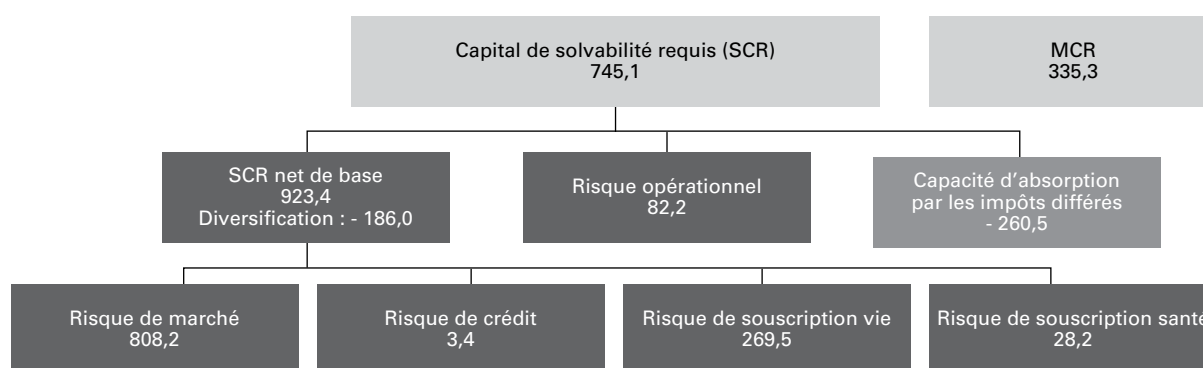 Capital de solvabilité requis (SCR)
745,1
MCR
335,3
SCR net de base
923,4
Diversification : - 186,0
Risque opérationnel
82,2
Capacité d’absorption
par les impôts différés
- 260,5
Risque de marché
808,2
Risque de crédit
3,4
Risque de souscription vie
269,5
Risque de souscription santé
28,2